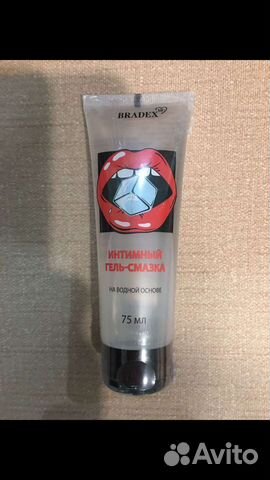 BRADEX
ИНТИМНЫЙ
ГЕЛЬ-СМАЗКА
НА ВОДНОЙ ОСНОВЕ
75 МЛ
Avito